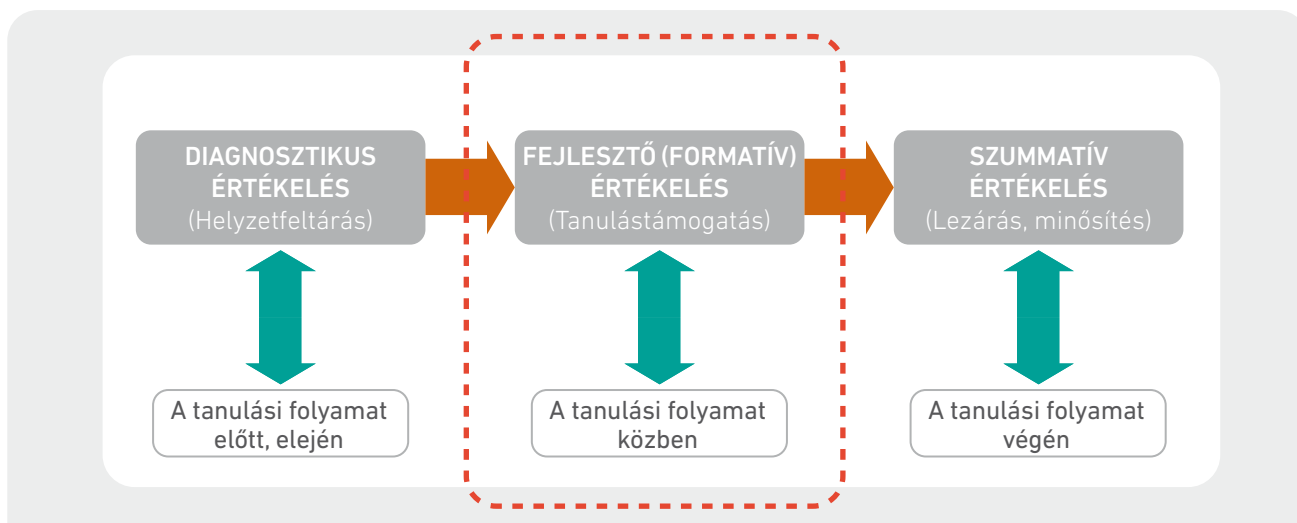 DIAGNOSZTIKUS
ÉRTÉKELÉS
(Helyzetfeltárás)
FEJLESZTŐ (FORMATÍV)
ÉRTÉKELÉS
(Tanulástámogatás)
SZUMMATÍV
ÉRTÉKELÉS
(Lezárás, minősítés)
A tanulási folyamat
előtt, elején
A tanulási folyamat
közben
A tanulási folyamat
végén